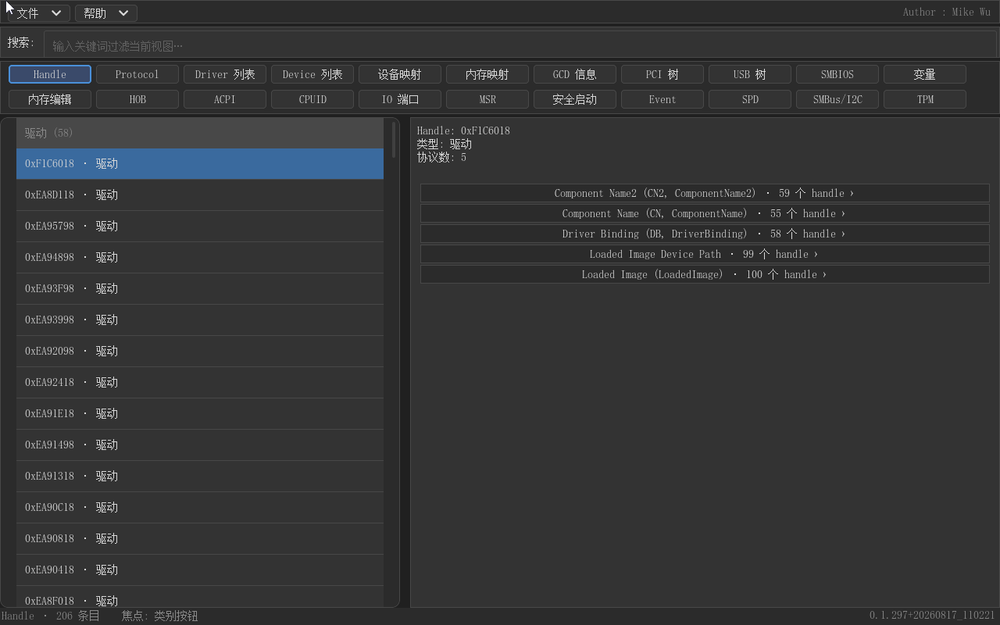 文件 帮助 Author : Mike Wu
搜索: 输入关键词过滤当前视图…
Handle Protocol Driver 列表 Device 列表 设备映射 内存映射 GCD 信息 PCI 树 USB 树 SMBIOS 变量
内存编辑 HOB ACPI CPUID IO 端口 MSR 安全启动 Event SPD SMBus/I2C TPM
驱动 (58)
0xF1C6018 · 驱动
0xEA8D118 · 驱动
0xEA95798 · 驱动
0xEA94898 · 驱动
0xEA93F98 · 驱动
0xEA93998 · 驱动
0xEA92098 · 驱动
0xEA92418 · 驱动
0xEA91E18 · 驱动
0xEA91498 · 驱动
0xEA91318 · 驱动
0xEA90C18 · 驱动
0xEA90818 · 驱动
0xEA90418 · 驱动
0xEA8F018 · 驱动
Handle: 0xF1C6018
类型: 驱动
协议数: 5
Component Name2 (CN2, ComponentName2) · 59 个 handle ›
Component Name (CN, ComponentName) · 55 个 handle ›
Driver Binding (DB, DriverBinding) · 58 个 handle ›
Loaded Image Device Path · 99 个 handle ›
Loaded Image (LoadedImage) · 100 个 handle ›
Handle · 206 条目 焦点: 类别按钮 0.1.297+20260817_110221